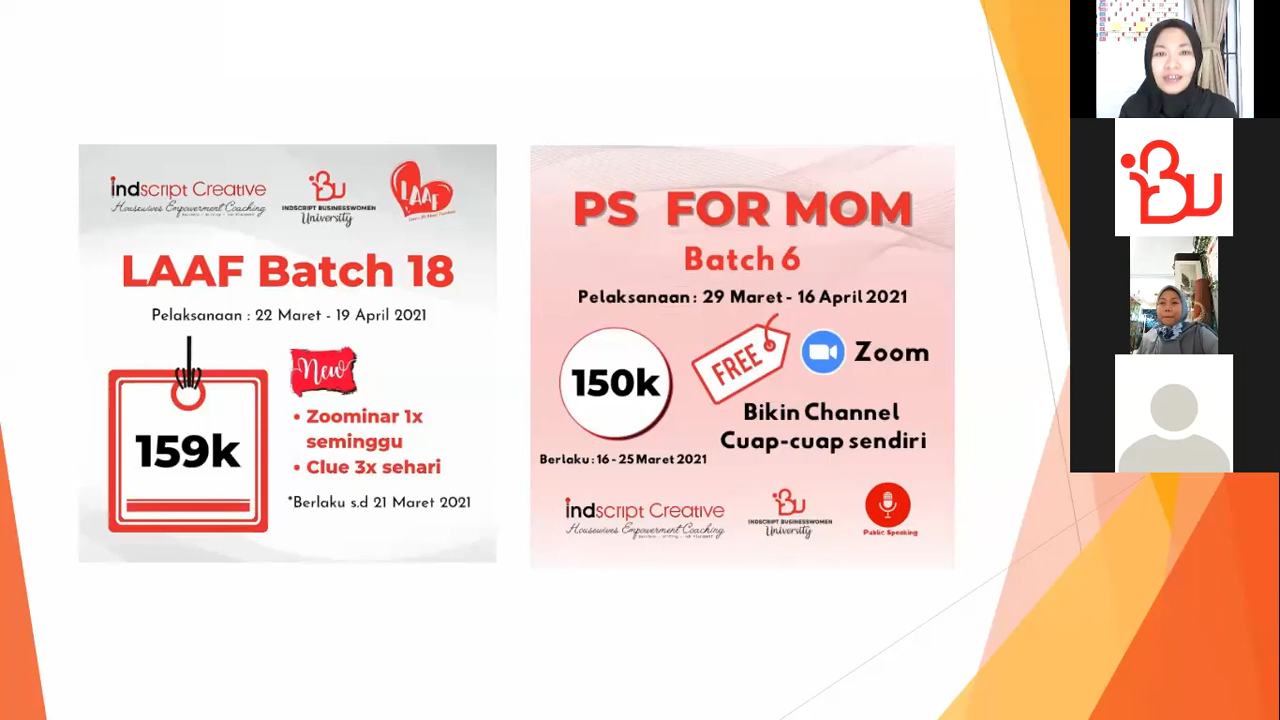 indscript Creative
Housewives Empowerment Coaching
IBU
INDSCRIPT BUSINESSWOMEN
University
LAAF
LAAF Batch 18
Pelaksanaan : 22 Maret - 19 April 2021
159k
New
• Zoominar 1x
seminggu
• Clue 3x sehari
*Berlaku s.d 21 Maret 2021
PS FOR MOM
Batch 6
Pelaksanaan : 29 Maret - 16 April 2021
150k
FREE
Zoom
Bikin Channel
Cuap-cuap sendiri
Berlaku : 16 - 25 Maret 2021
indscript Creative
Housewives Empowerment Coaching
IBU
INDSCRIPT BUSINESSWOMEN
University
Public Speaking
IBU